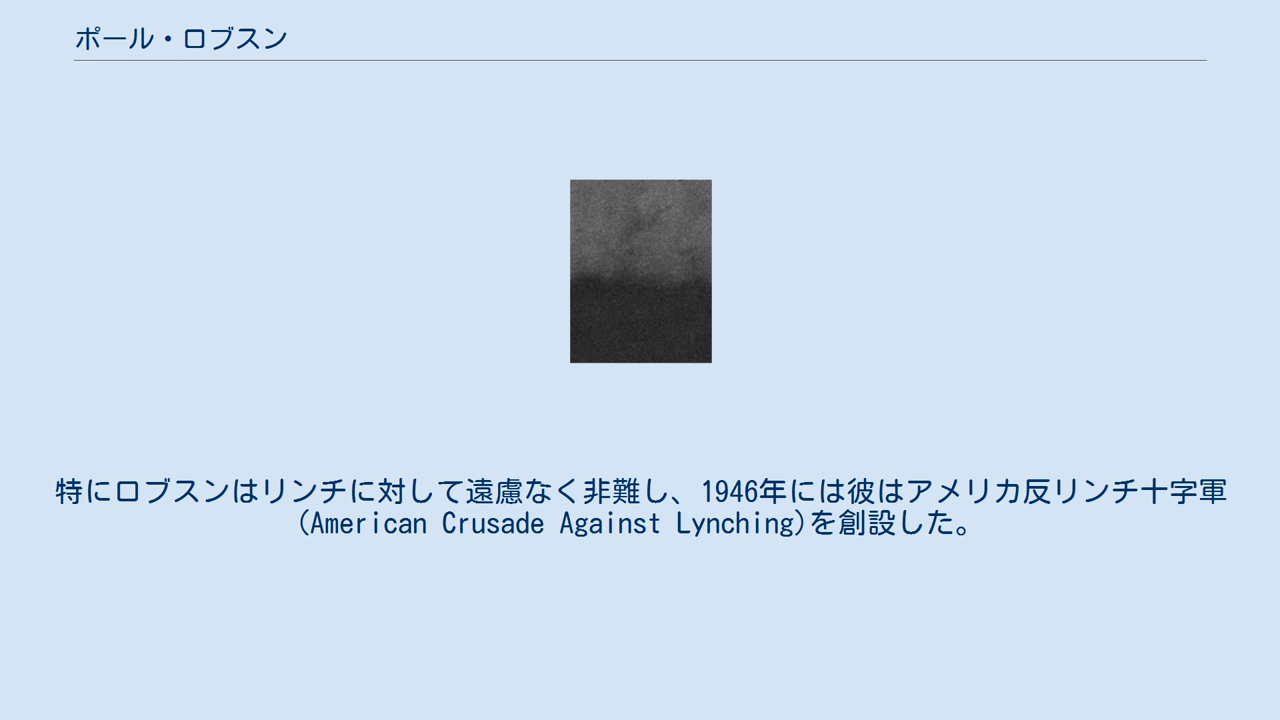 ポール・ロブスン
特にロブスンはリンチに対して遠慮なく非難し、1946年には彼はアメリカ反リンチ十字軍
(American Crusade Against Lynching)を創設した。